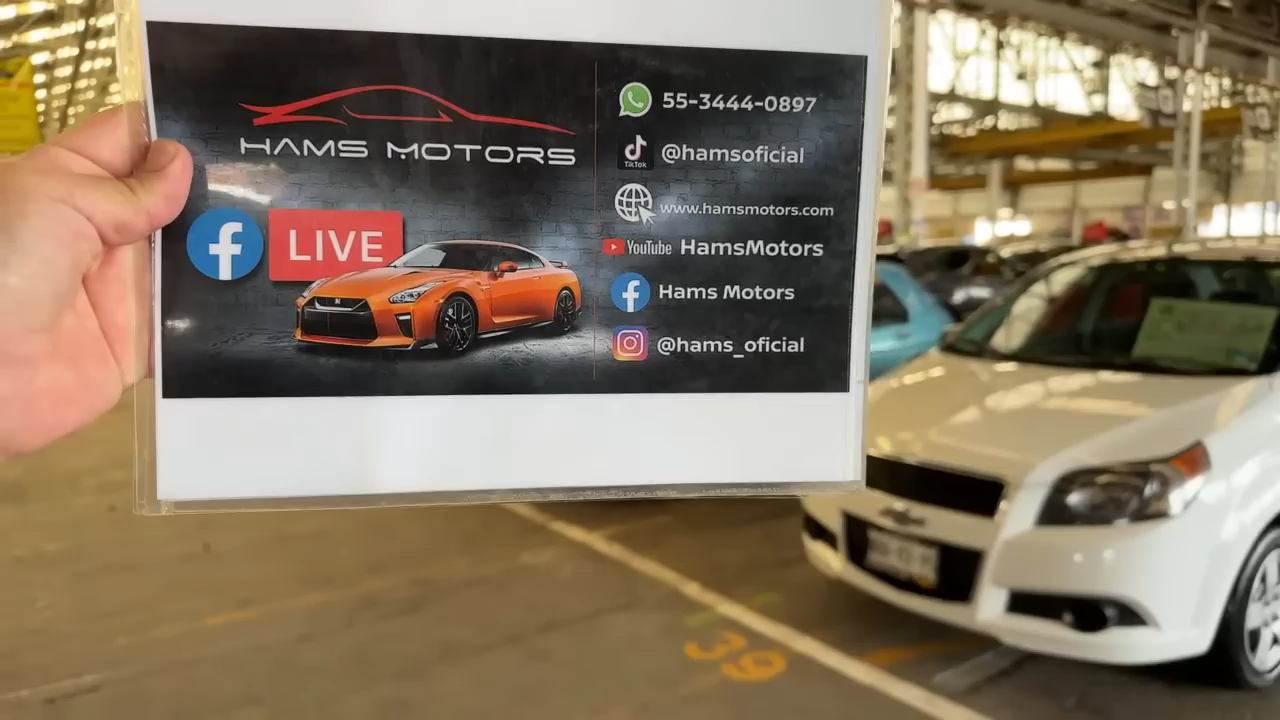 HAMS MOTORS
LIVE
55-3444-0897
TikTok
@hamsoficial
www.hamsmotors.com
YouTube HamsMotors
Hams Motors
@hams_oficial
39